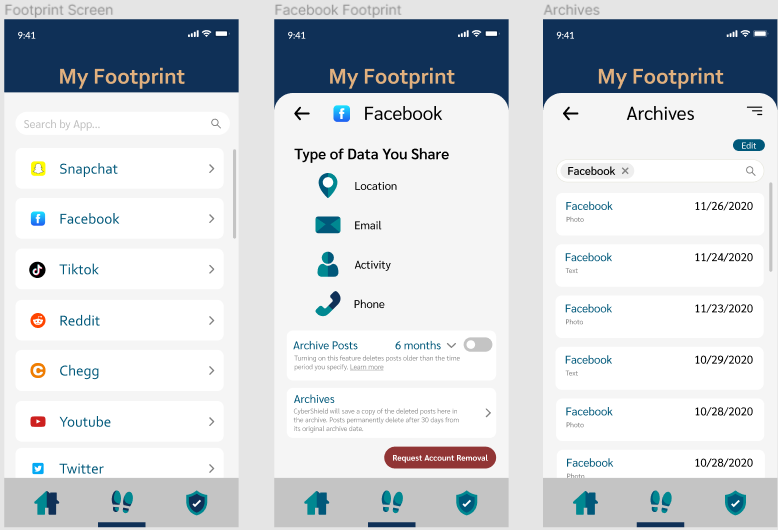 Footprint Screen
9:41
My Footprint
Search by App...
Snapchat
Facebook
Tiktok
Reddit
Chegg
Youtube
Twitter
Facebook Footprint
9:41
My Footprint
Facebook
Type of Data You Share
Location
Email
Activity
Phone
Archive Posts 6 months
Turning on this feature deletes posts older than the time
period you specify. Learn more
Archives
CyberShield will save a copy of the deleted posts here in
the archive. Posts permanently delete after 30 days from
its original archive date.
Request Account Removal
Archives
9:41
My Footprint
Archives
Edit
Facebook
Facebook 11/26/2020
Photo
Facebook 11/24/2020
Text
Facebook 11/23/2020
Photo
Facebook 10/29/2020
Text
Facebook 10/28/2020
Photo
Facebook 10/28/2020
Photo